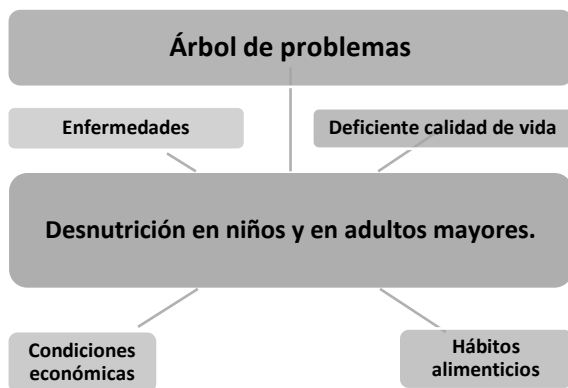 Árbol de problemas
Enfermedades
Deficiente calidad de vida
Desnutrición en niños y en adultos mayores.
Condiciones
económicas
Hábitos
alimenticios